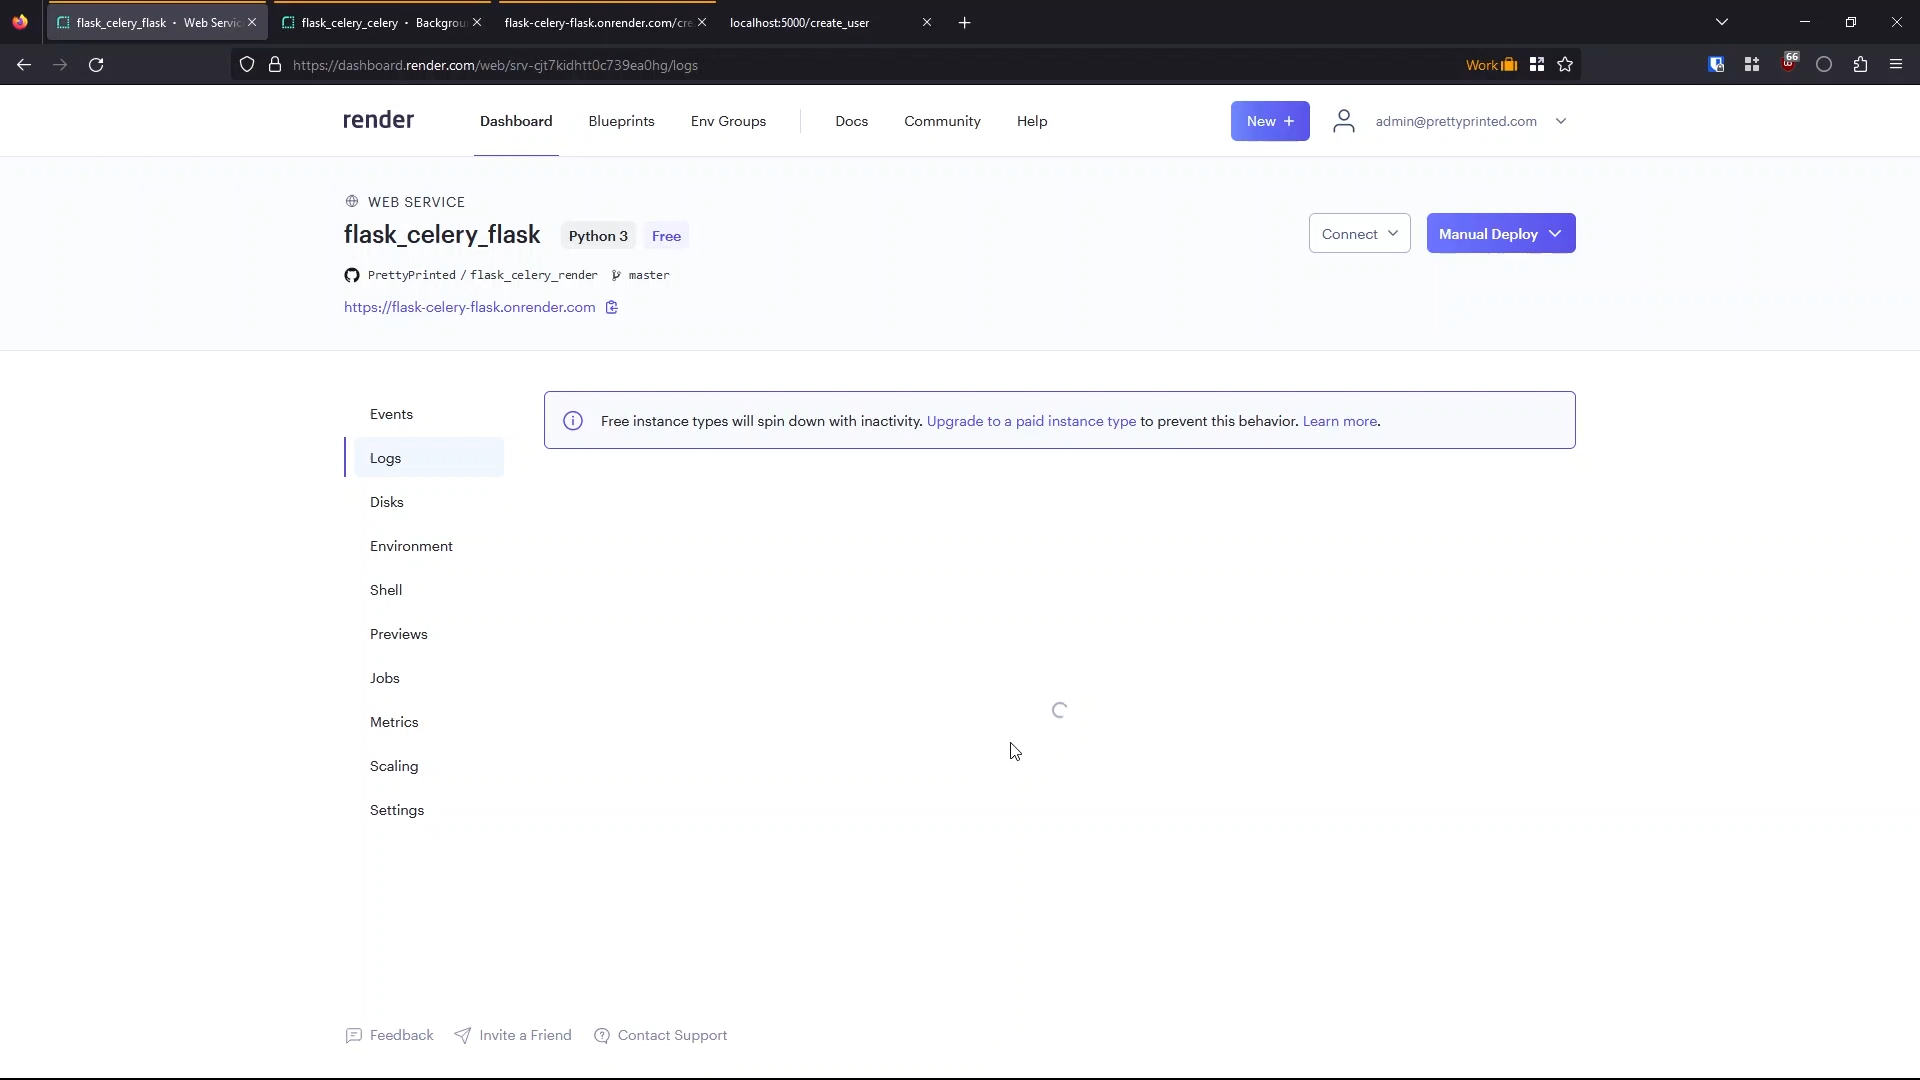 flask_celery_flask · Web Servic
flask_celery_celery · Backgrou
flask-celery-flask.onrender.com/cre
localhost:5000/create_user
https://dashboard.render.com/web/srv-cjt7kidhtt0c739ea0hg/logs
Work
66
render
Dashboard
Blueprints
Env Groups
Docs
Community
Help
New +
admin@prettyprinted.com
WEB SERVICE
flask_celery_flask
Python 3
Free
Connect
Manual Deploy
PrettyPrinted / flask_celery_render
master
https://flask-celery-flask.onrender.com
Events
Free instance types will spin down with inactivity. Upgrade to a paid instance type to prevent this behavior. Learn more.
Logs
Disks
Environment
Shell
Previews
Jobs
Metrics
Scaling
Settings
Feedback
Invite a Friend
Contact Support